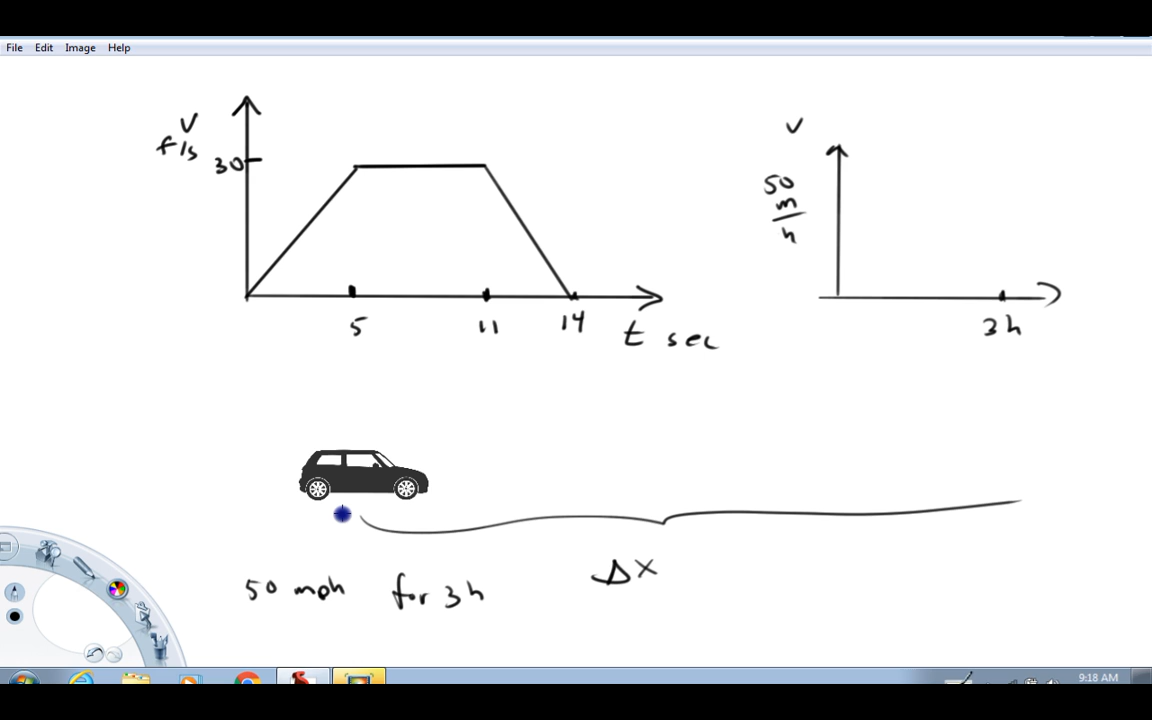 File Edit Image Help
v
f/s
30
5 11 14
t sec
v
50
m
h
3h
50 mph for 3h
Δx
9:18 AM